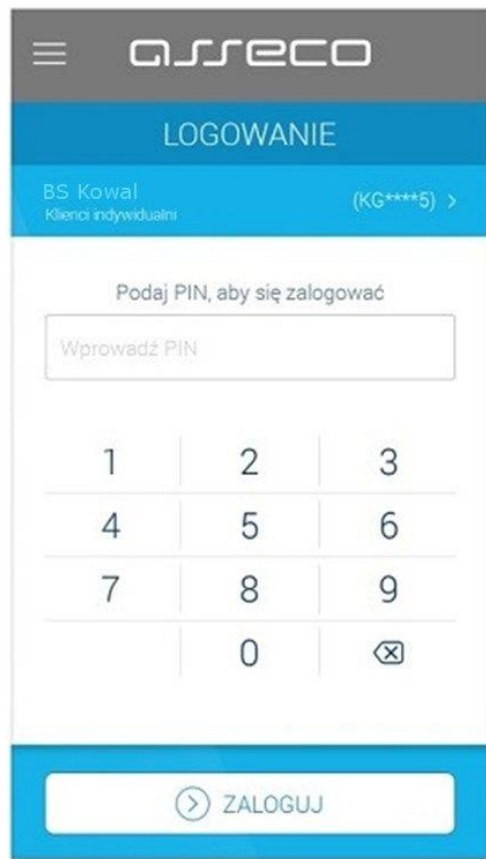 asseco
LOGOWANIE
BS Kowal
Klienci indywidualni
(KG****5) >
Podaj PIN, aby się zalogować
Wprowadź PIN
1 2 3
4 5 6
7 8 9
0
ZALOGUJ